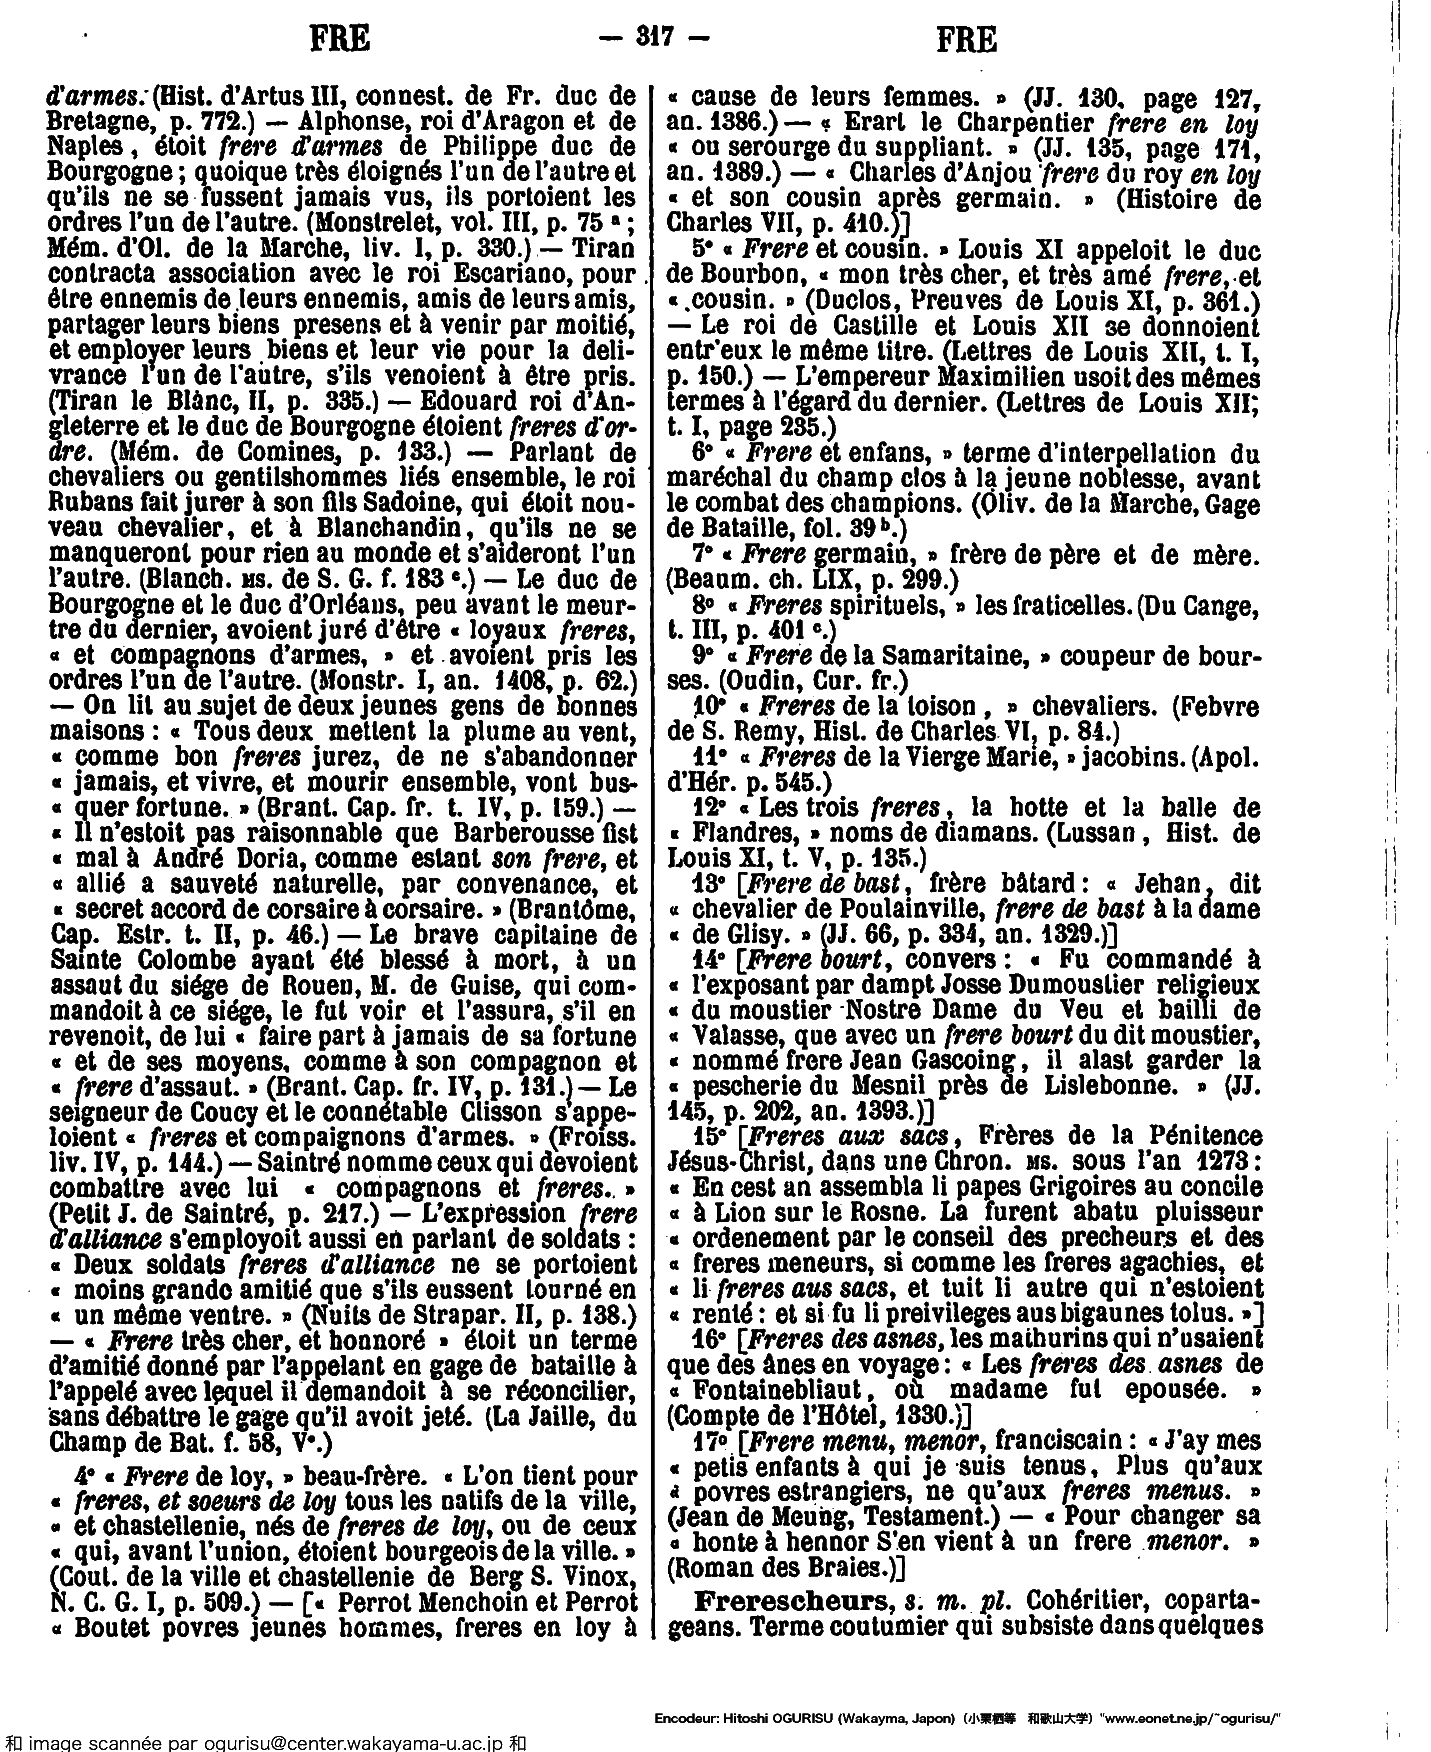 FRE — 317 — FRE
d'armes. (Hist. d'Artus III, connest. de Fr. duc de
Bretagne, p. 772.) — Alphonse, roi d'Aragon et de
Naples, étoit frere d'armes de Philippe duc de
Bourgogne ; quoique très éloignés l'un de l'autre et
qu'ils ne se fussent jamais vus, ils portoient les
ordres l'un de l'autre. (Monstrelet, vol. III, p. 75 ª ;
Mém. d'Ol. de la Marche, liv. I, p. 330.) — Tiran
contracta association avec le roi Escariano, pour
être ennemis de leurs ennemis, amis de leurs amis,
partager leurs biens presens et à venir par moitié,
et employer leurs biens et leur vie pour la deli-
vrance l'un de l'autre, s'ils venoient à être pris.
(Tiran le Blanc, II, p. 335.) — Edouard roi d'An-
gleterre et le duc de Bourgogne étoient freres d'or-
dre. (Mém. de Comines, p. 133.) — Parlant de
chevaliers ou gentilshommes liés ensemble, le roi
Rubans fait jurer à son fils Sadoine, qui étoit nou-
veau chevalier, et à Blanchandin, qu'ils ne se
manqueront pour rien au monde et s'aideront l'un
l'autre. (Blanch. MS. de S. G. f. 183 ᶜ.) — Le duc de
Bourgogne et le duc d'Orléans, peu avant le meur-
tre du dernier, avoient juré d'être « loyaux freres,
« et compagnons d'armes, » et avoient pris les
ordres l'un de l'autre. (Monstr. I, an. 1408, p. 62.)
— On lit au sujet de deux jeunes gens de bonnes
maisons : « Tous deux mettent la plume au vent,
« comme bon freres jurez, de ne s'abandonner
« jamais, et vivre, et mourir ensemble, vont bus-
« quer fortune. » (Brant. Cap. fr. t. IV, p. 159.) —
« Il n'estoit pas raisonnable que Barberousse fist
« mal à André Doria, comme estant son frere, et
« allié a sauveté naturelle, par convenance, et
« secret accord de corsaire à corsaire. » (Brantôme,
Cap. Estr. t. II, p. 46.) — Le brave capitaine de
Sainte Colombe ayant été blessé à mort, à un
assaut du siége de Rouen, M. de Guise, qui com-
mandoit à ce siége, le fut voir et l'assura, s'il en
revenoit, de lui « faire part à jamais de sa fortune
« et de ses moyens, comme à son compagnon et
« frere d'assaut. » (Brant. Cap. fr. IV, p. 131.) — Le
seigneur de Coucy et le connétable Clisson s'appe-
loient « freres et compaignons d'armes. » (Froiss.
liv. IV, p. 144.) — Saintré nomme ceux qui devoient
combattre avec lui « compagnons et freres. »
(Petit J. de Saintré, p. 217.) — L'expression frere
d'alliance s'employoit aussi en parlant de soldats :
« Deux soldats freres d'alliance ne se portoient
« moins grande amitié que s'ils eussent tourné en
« un même ventre. » (Nuits de Strapar. II, p. 138.)
— « Frere très cher, et honnoré » étoit un terme
d'amitié donné par l'appelant en gage de bataille à
l'appelé avec lequel il demandoit à se réconcilier,
sans débattre le gage qu'il avoit jeté. (La Jaille, du
Champ de Bat. f. 58, Vº.)
4º « Frere de loy, » beau-frère. « L'on tient pour
« freres, et soeurs de loy tous les natifs de la ville,
« et chastellenie, nés de freres de loy, ou de ceux
« qui, avant l'union, étoient bourgeois de la ville. »
(Cout. de la ville et chastellenie de Berg S. Vinox,
N. C. G. I, p. 509.) — [« Perrot Menchoin et Perrot
« Boutet povres jeunes hommes, freres en loy à
« cause de leurs femmes. » (JJ. 130, page 127,
an. 1386.) — « Erart le Charpentier frere en loy
« ou serourge du suppliant. » (JJ. 135, page 171,
an. 1389.) — « Charles d'Anjou frere du roy en loy
« et son cousin après germain. » (Histoire de
Charles VII, p. 410.)]
5º « Frere et cousin. » Louis XI appeloit le duc
de Bourbon, « mon très cher, et très amé frere, et
« cousin. » (Duclos, Preuves de Louis XI, p. 361.)
— Le roi de Castille et Louis XII se donnoient
entr'eux le même titre. (Lettres de Louis XII, t. I,
p. 150.) — L'empereur Maximilien usoit des mêmes
termes à l'égard du dernier. (Lettres de Louis XII,
t. I, page 235.)
6º « Frere et enfans, » terme d'interpellation du
maréchal du champ clos à la jeune noblesse, avant
le combat des champions. (Oliv. de la Marche, Gage
de Bataille, fol. 39 ᵇ.)
7º « Frere germain, » frère de père et de mère.
(Beaum. ch. LIX, p. 299.)
8º « Freres spirituels, » les fraticelles. (Du Cange,
t. III, p. 401 ᶜ.)
9º « Frere de la Samaritaine, » coupeur de bour-
ses. (Oudin, Cur. fr.)
10º « Freres de la toison, » chevaliers. (Febvre
de S. Remy, Hist. de Charles VI, p. 84.)
11º « Freres de la Vierge Marie, » jacobins. (Apol.
d'Hér. p. 545.)
12º « Les trois freres, la hotte et la balle de
« Flandres, » noms de diamans. (Lussan, Hist. de
Louis XI, t. V, p. 135.)
13º [Frere de bast, frère bâtard : « Jehan, dit
« chevalier de Poulainville, frere de bast à la dame
« de Glisy. » (JJ. 66, p. 334, an. 1329.)]
14º [Frere bourt, convers : « Fu commandé à
« l'exposant par dampt Josse Dumoustier religieux
« du moustier Nostre Dame du Veu et bailli de
« Valasse, que avec un frere bourt du dit moustier,
« nommé frere Jean Gascoing, il alast garder la
« pescherie du Mesnil près de Lislebonne. » (JJ.
145, p. 202, an. 1393.)]
15º [Freres aux sacs, Frères de la Pénitence
Jésus-Christ, dans une Chron. MS. sous l'an 1273 :
« En cest an assembla li papes Grigoires au concile
« à Lion sur le Rosne. La furent abatu pluisseur
« ordenement par le conseil des precheurs et des
« freres meneurs, si comme les freres agachies, et
« li freres aus sacs, et tuit li autre qui n'estoient
« renté : et si fu li preivileges aus bigaunes tolus. »]
16º [Freres des asnes, les mathurins qui n'usaient
que des ânes en voyage : « Les freres des asnes de
« Fontainebliaut, où madame fut epousée. »
(Compte de l'Hôtel, 1330.)]
17º [Frere menu, menor, franciscain : « J'ay mes
« petis enfants à qui je suis tenus, Plus qu'aux
« povres estrangiers, ne qu'aux freres menus. »
(Jean de Meung, Testament.) — « Pour changer sa
« honte à hennor S'en vient à un frere menor. »
(Roman des Braies.)]
Frerescheurs, s. m. pl. Cohéritier, coparta-
geans. Terme coutumier qui subsiste dans quelques
Encodeur: Hitoshi OGURISU (Wakayma, Japon) (小栗栖等 和歌山大学) "www.eonet.ne.jp/~ogurisu/"
和 image scannée par ogurisu@center.wakayama-u.ac.jp 和